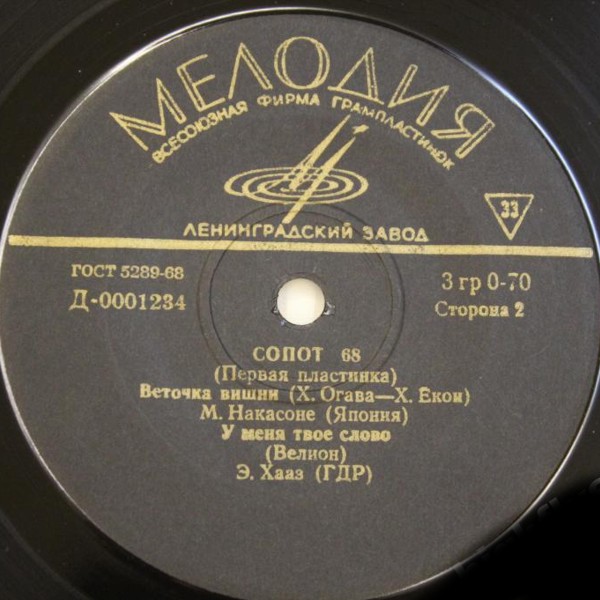 МЕЛОДИЯ
ВСЕСОЮЗНАЯ ФИРМА ГРАМПЛАСТИНОК
ЛЕНИНГРАДСКИЙ ЗАВОД
33
ГОСТ 5289-68
Д-0001234
3 гр 0-70
Сторона 2
СОПОТ 68
(Первая пластинка)
Веточка вишни (Х. Огава—Х. Ёкои)
М. Накасоне (Япония)
У меня твое слово
(Велион)
Э. Хааз (ГДР)